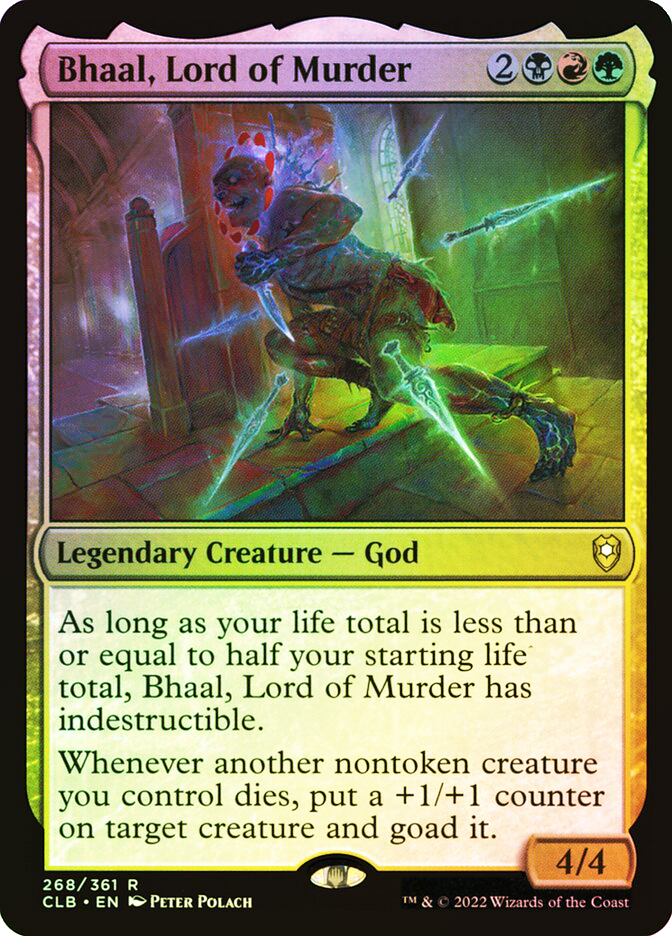 Bhaal, Lord of Murder 2
Legendary Creature — God
As long as your life total is less than
or equal to half your starting life
total, Bhaal, Lord of Murder has
indestructible.
Whenever another nontoken creature
you control dies, put a +1/+1 counter
on target creature and goad it.
4/4
268/361 R
CLB • EN Peter Polach
™ & © 2022 Wizards of the Coast